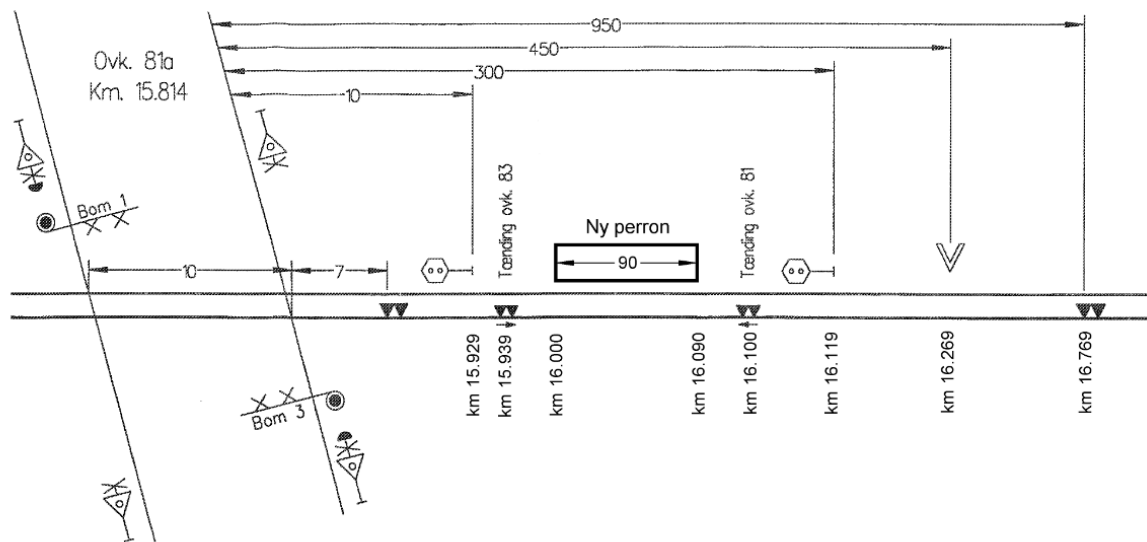 950
450
Ovk. 81a
300
Km. 15.814
10
Tænding ovk. 83
Tænding ovk. 81
Bom 1
Ny perron
10
7
90
km 15.929
km 15.939
km 16.000
km 16.090
km 16.100
km 16.119
km 16.269
km 16.769
Bom 3